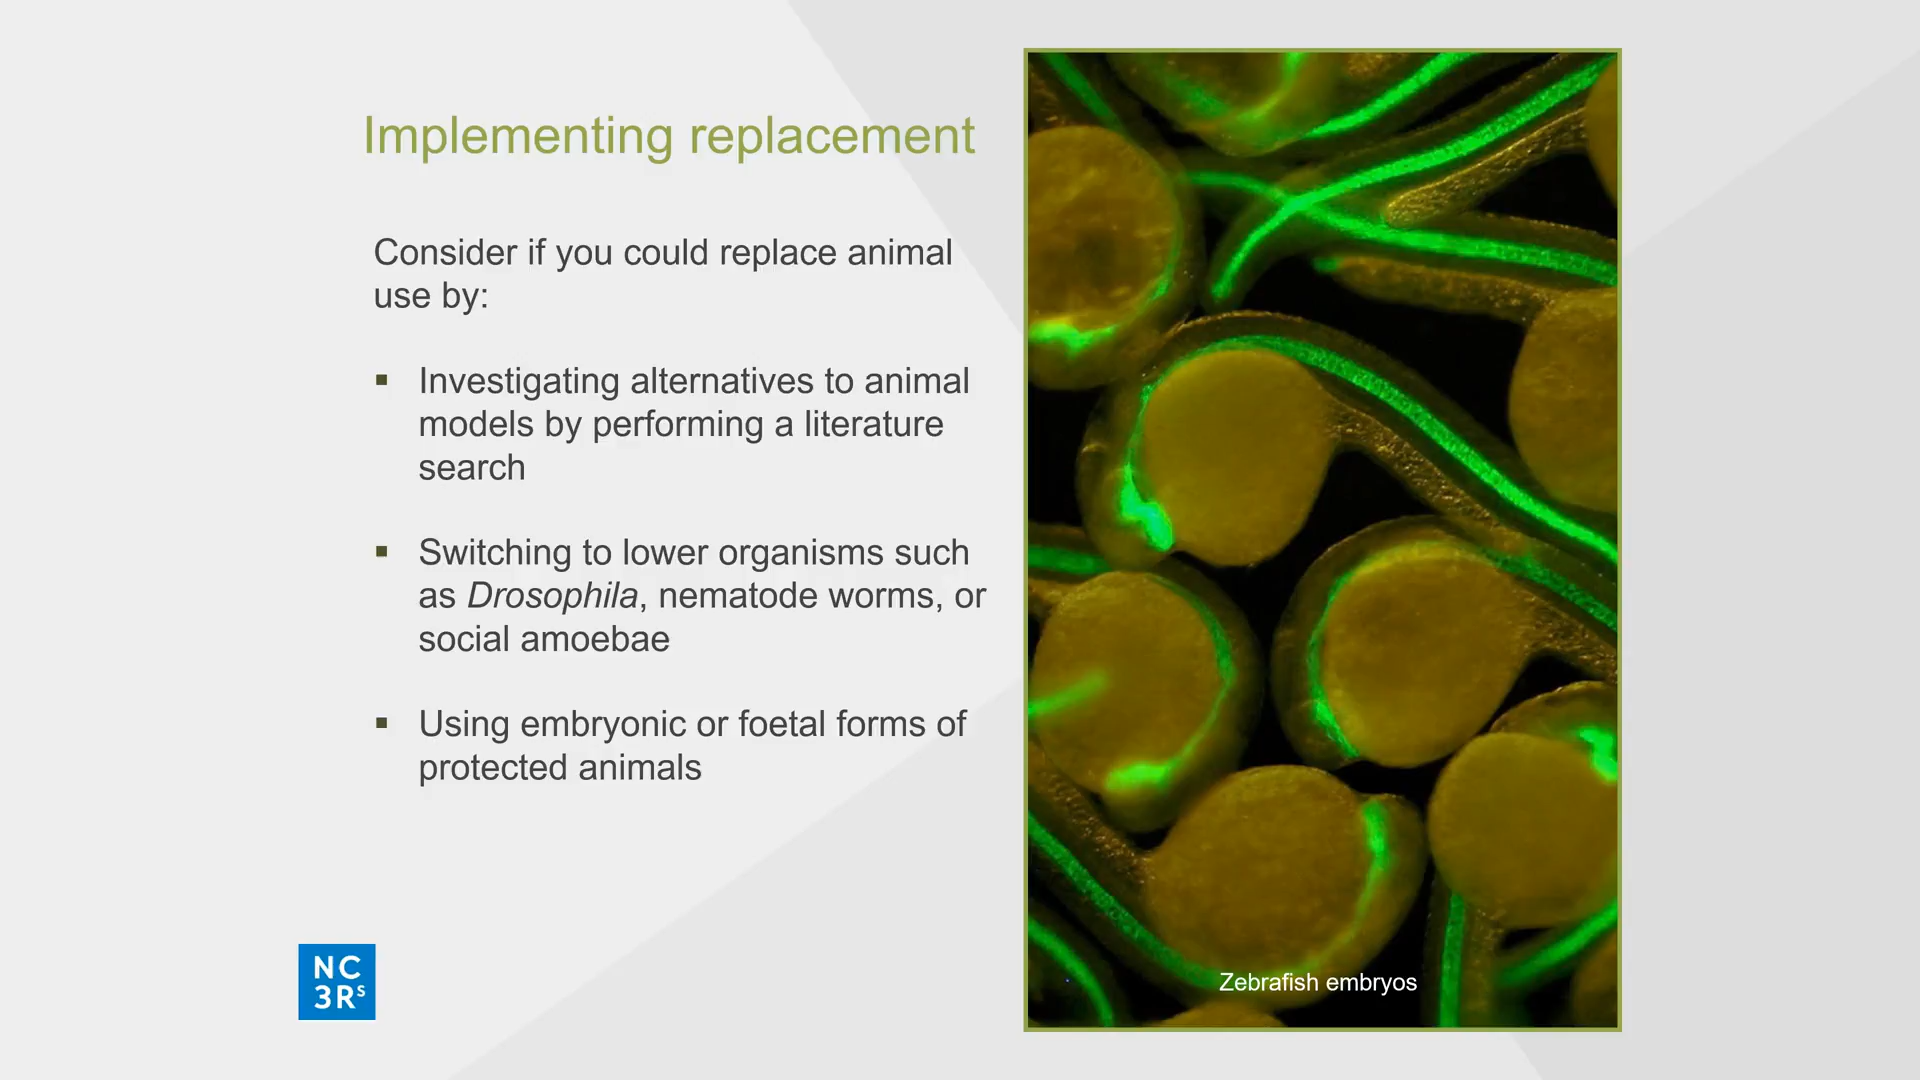 Implementing replacement
Consider if you could replace animal
use by:
▪ Investigating alternatives to animal
models by performing a literature
search
▪ Switching to lower organisms such
as Drosophila, nematode worms, or
social amoebae
▪ Using embryonic or foetal forms of
protected animals
NC
3Rs
Zebrafish embryos